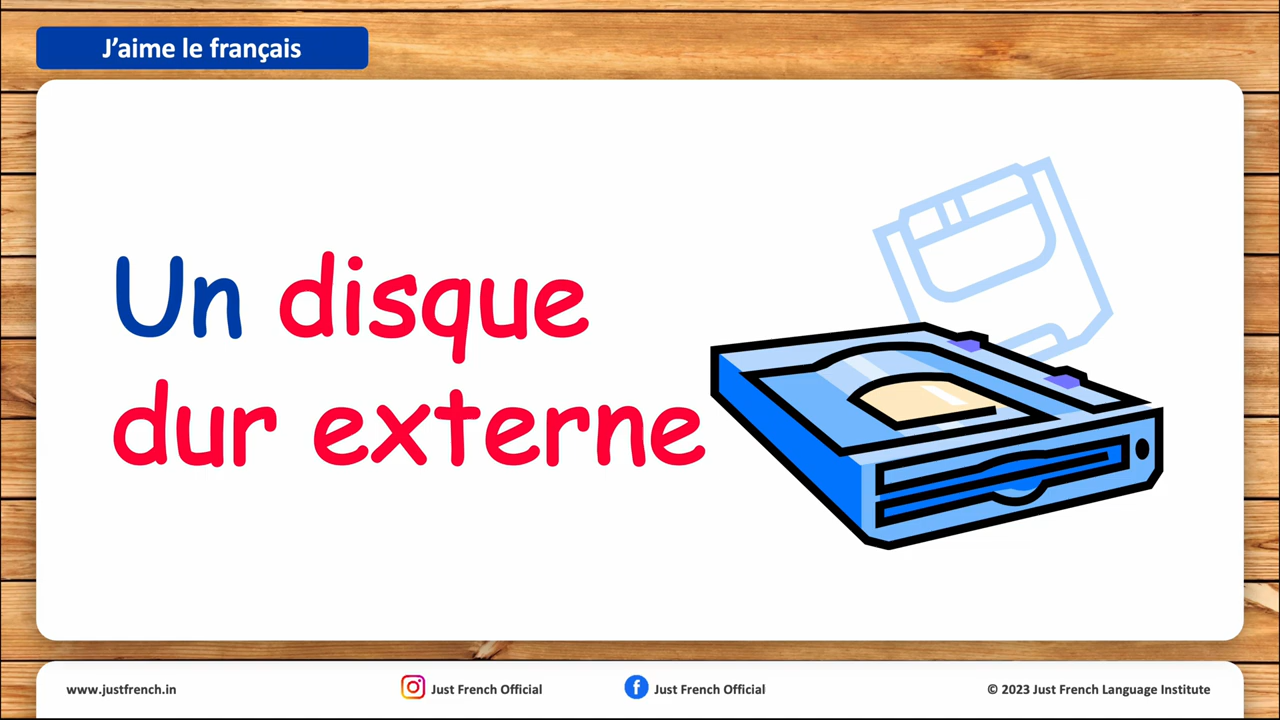 J’aime le français
Un disque
dur externe
www.justfrench.in
Just French Official
Just French Official
© 2023 Just French Language Institute